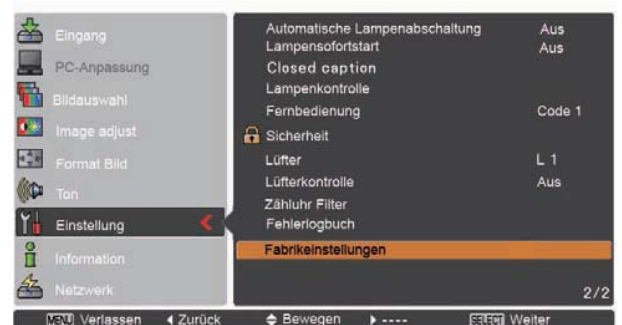 Eingang
PC-Anpassung
Bildauswahl
Image adjust
Format Bild
Ton
Einstellung
Information
Netzwerk
Automatische Lampenabschaltung Aus
Lampensofortstart Aus
Closed caption
Lampenkontrolle
Fernbedienung Code 1
Sicherheit
Lüfter L 1
Lüfterkontrolle Aus
Zähluhr Filter
Fehlerlogbuch
Fabrikeinstellungen
2/2
MENU Verlassen Zurück Bewegen ---- SELECT Weiter